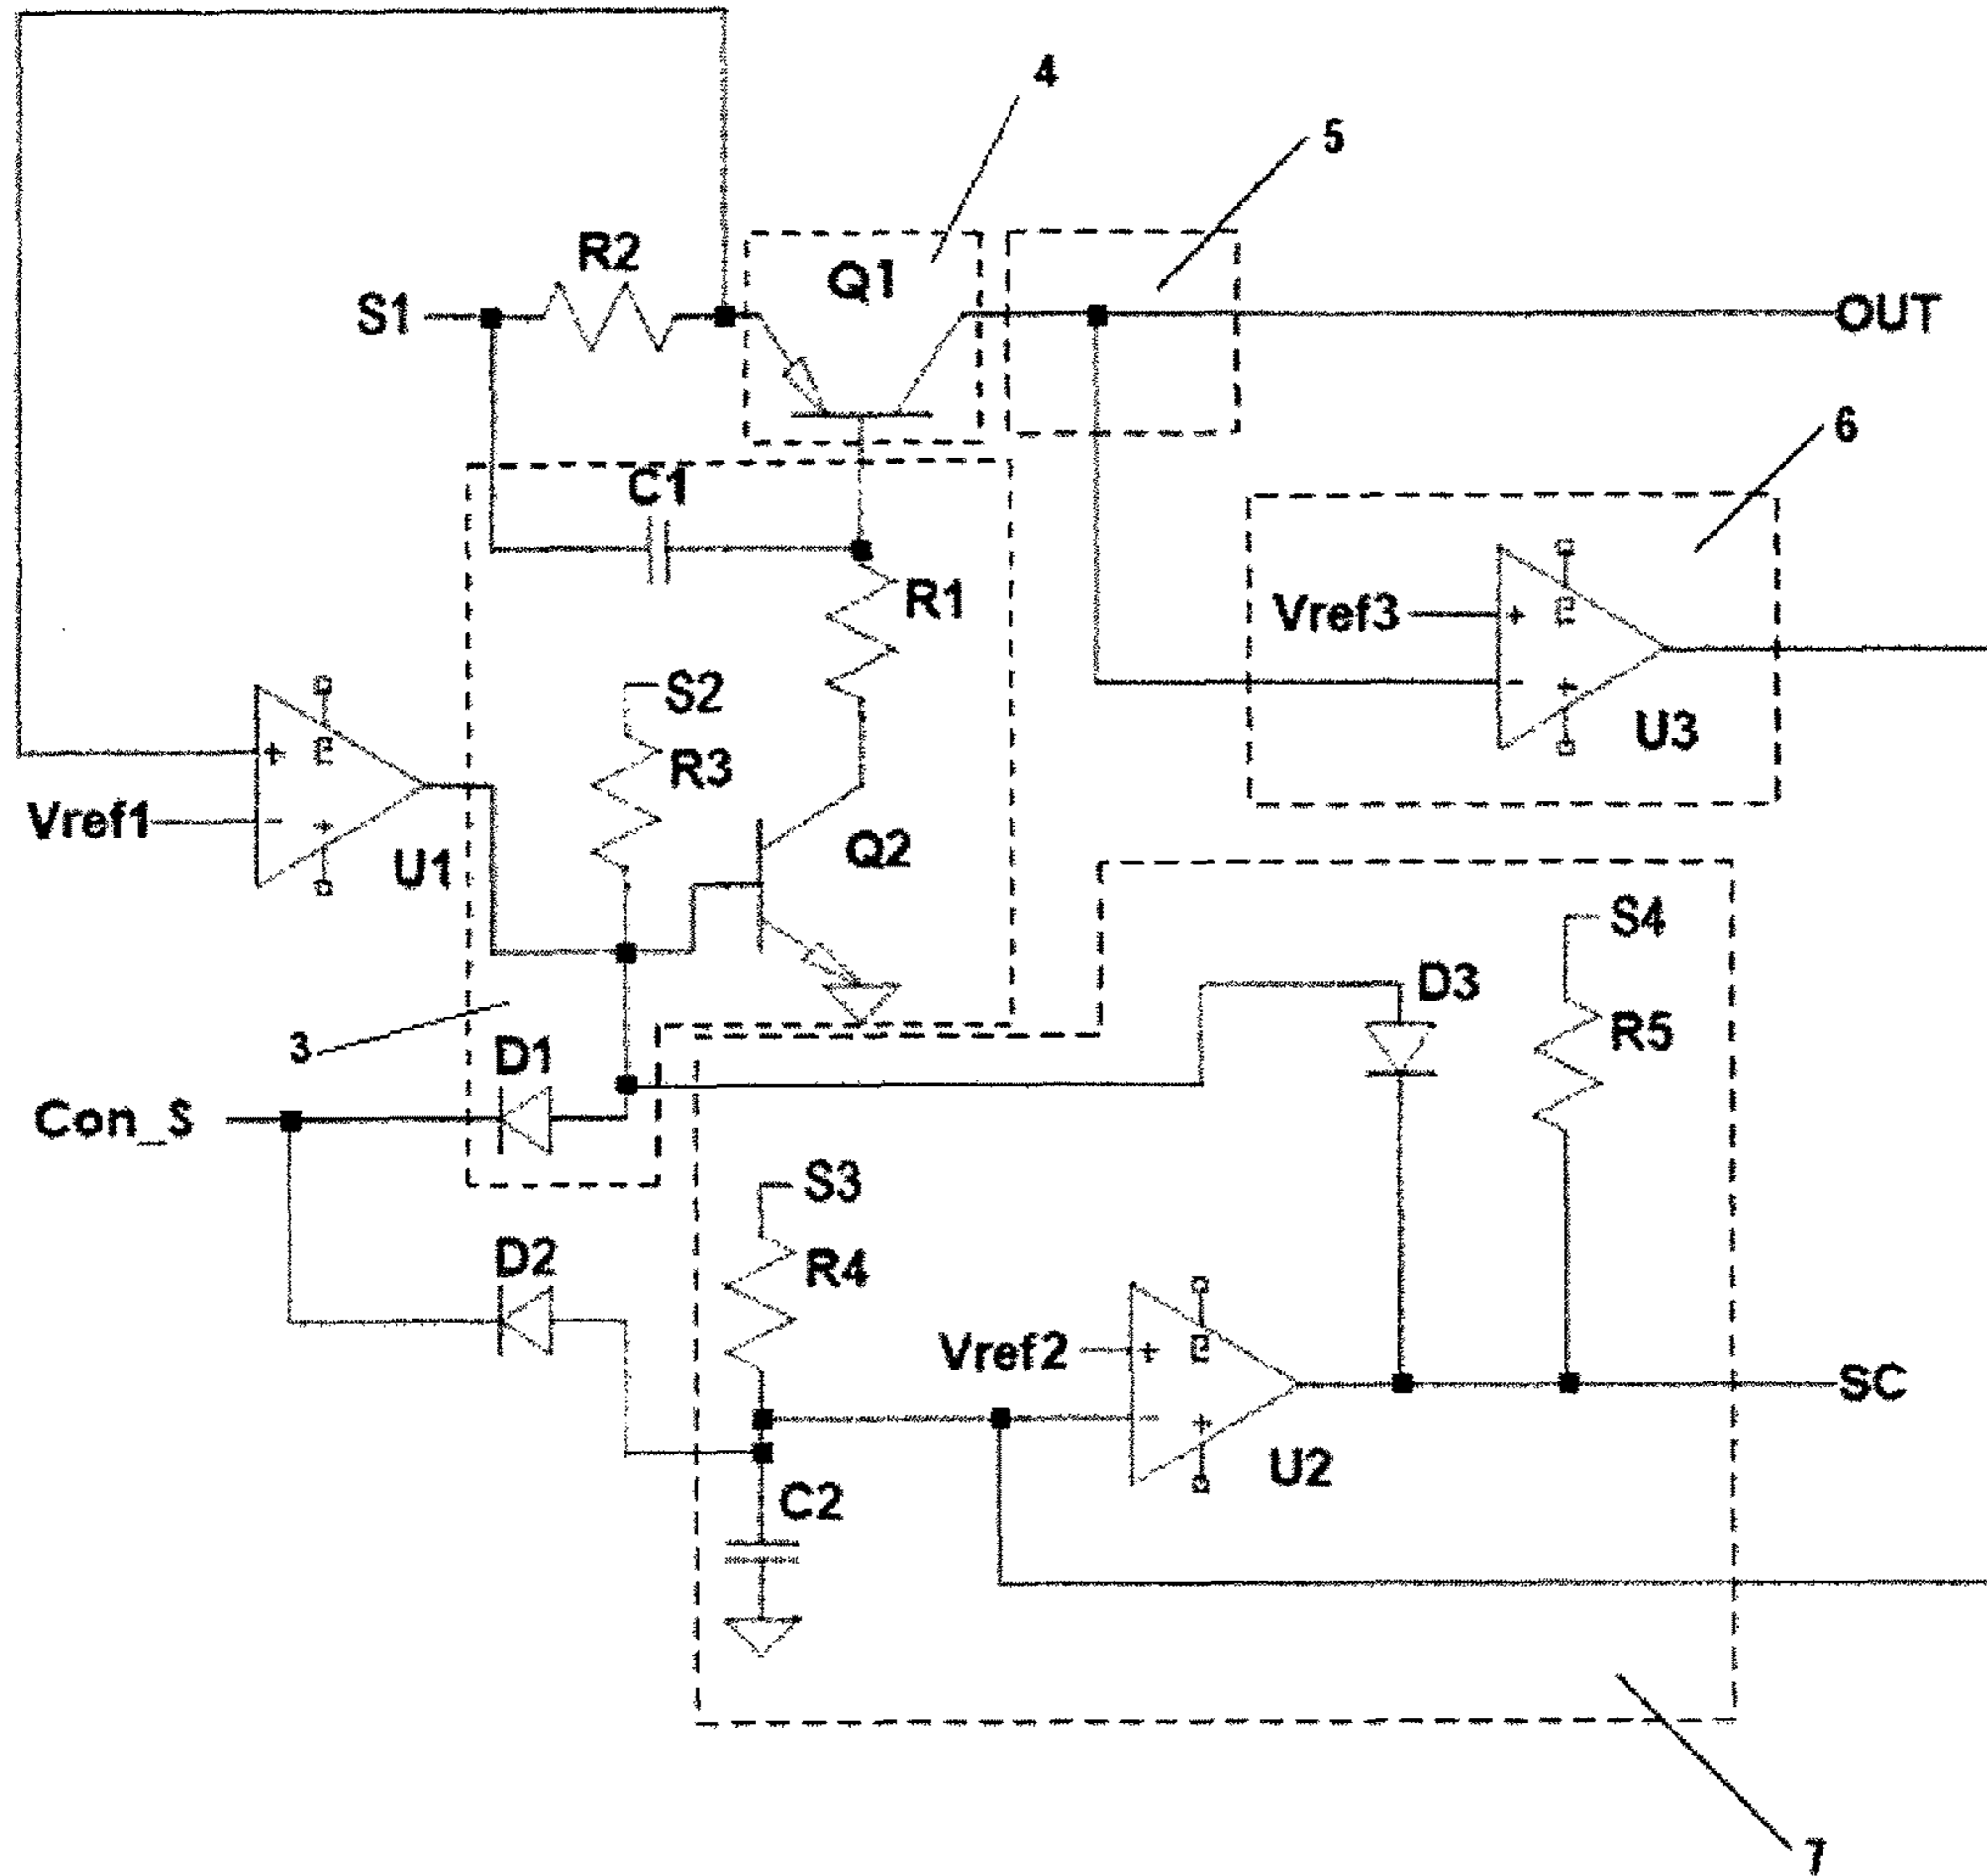 4
5
R2
Q1
S1
OUT
6
C1
R1
Vref3
+
-
U3
S2
R3
+
Vref1
-
+
U1
Q2
S4
D3
R5
3
D1
Con_S
S3
D2
R4
Vref2
+
-
+
SC
U2
C2
7